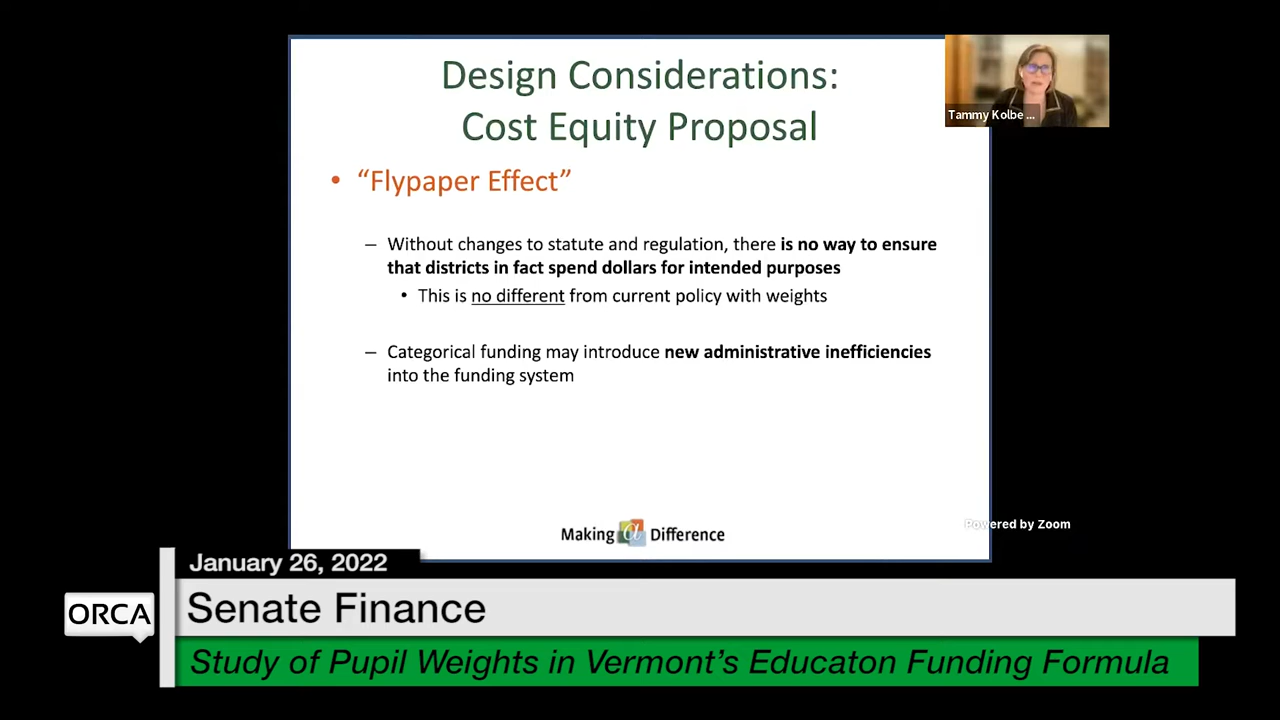 Design Considerations:
Cost Equity Proposal
Tammy Kolbe ...
• “Flypaper Effect”
– Without changes to statute and regulation, there is no way to ensure
that districts in fact spend dollars for intended purposes
• This is no different from current policy with weights
– Categorical funding may introduce new administrative inefficiencies
into the funding system
Making a Difference
Powered by Zoom
January 26, 2022
ORCA
Senate Finance
Study of Pupil Weights in Vermont’s Educaton Funding Formula